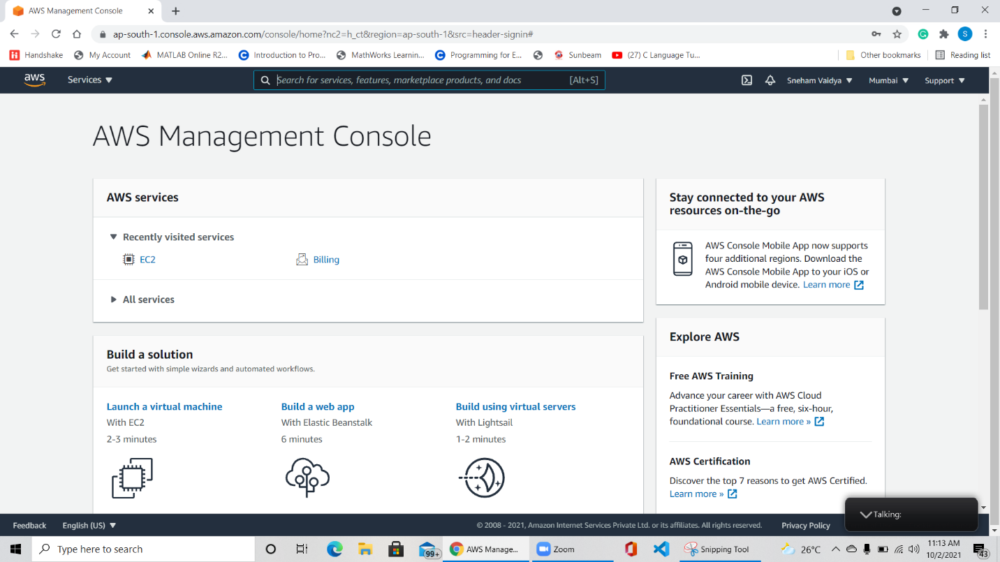 AWS Management Console
ap-south-1.console.aws.amazon.com/console/home?nc2=h_ct&region=ap-south-1&src=header-signin#
S
Handshake
My Account
MATLAB Online R2...
Introduction to Pro...
MathWorks Learnin...
Programming for E...
Sunbeam
(27) C Language Tu...
Other bookmarks
Reading list
aws
Services
Search for services, features, marketplace products, and docs
[Alt+S]
Sneham Vaidya
Mumbai
Support
AWS Management Console
AWS services
Recently visited services
EC2
Billing
All services
Build a solution
Get started with simple wizards and automated workflows.
Launch a virtual machine
With EC2
2-3 minutes
Build a web app
With Elastic Beanstalk
6 minutes
Build using virtual servers
With Lightsail
1-2 minutes
Stay connected to your AWS
resources on-the-go
AWS Console Mobile App now supports
four additional regions. Download the
AWS Console Mobile App to your iOS or
Android mobile device. Learn more
Explore AWS
Free AWS Training
Advance your career with AWS Cloud
Practitioner Essentials—a free, six-hour,
foundational course. Learn more »
AWS Certification
Discover the top 7 reasons to get AWS Certified.
Learn more »
Talking:
Feedback
English (US)
© 2008 - 2021, Amazon Internet Services Private Ltd. or its affiliates. All rights reserved.
Privacy Policy
Type here to search
99+
AWS Manage...
Zoom
Snipping Tool
26°C
11:13 AM
10/2/2021
43